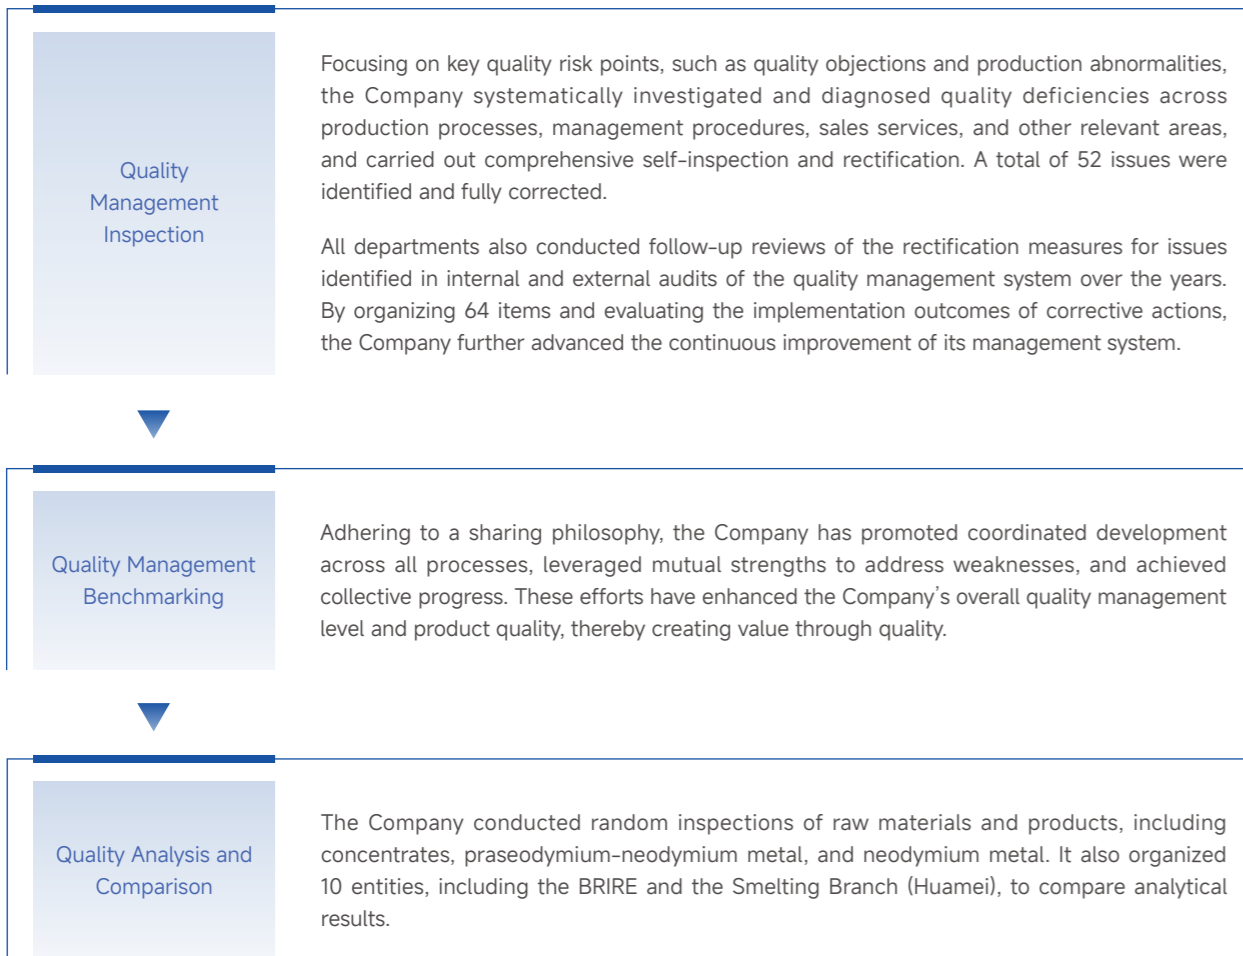 Quality
Management
Inspection
Focusing on key quality risk points, such as quality objections and production abnormalities,
the Company systematically investigated and diagnosed quality deficiencies across
production processes, management procedures, sales services, and other relevant areas,
and carried out comprehensive self-inspection and rectification. A total of 52 issues were
identified and fully corrected.
All departments also conducted follow-up reviews of the rectification measures for issues
identified in internal and external audits of the quality management system over the years.
By organizing 64 items and evaluating the implementation outcomes of corrective actions,
the Company further advanced the continuous improvement of its management system.
Quality Management
Benchmarking
Adhering to a sharing philosophy, the Company has promoted coordinated development
across all processes, leveraged mutual strengths to address weaknesses, and achieved
collective progress. These efforts have enhanced the Company’s overall quality management
level and product quality, thereby creating value through quality.
Quality Analysis and
Comparison
The Company conducted random inspections of raw materials and products, including
concentrates, praseodymium-neodymium metal, and neodymium metal. It also organized
10 entities, including the BRIRE and the Smelting Branch (Huamei), to compare analytical
results.